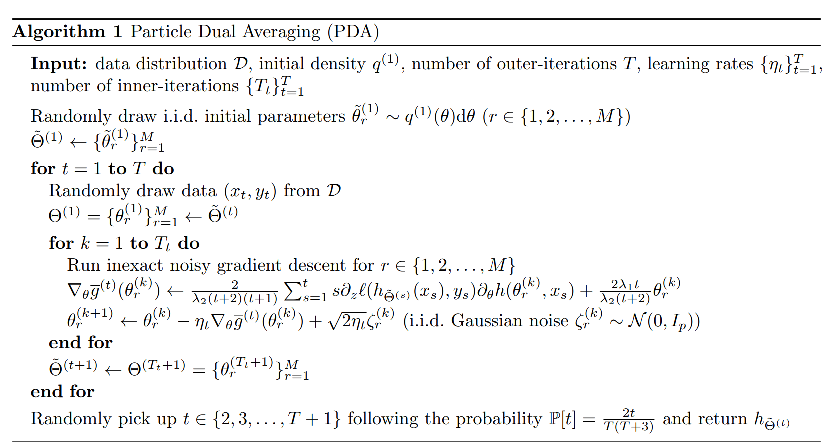 Algorithm 1 Particle Dual Averaging (PDA)
Input: data distribution $\mathcal{D}$, initial density $q^{(1)}$, number of outer-iterations $T$, learning rates $\{\eta_t\}_{t=1}^{T}$,
number of inner-iterations $\{T_t\}_{t=1}^{T}$
Randomly draw i.i.d. initial parameters $\tilde{\theta}_r^{(1)} \sim q^{(1)}(\theta)\mathrm{d}\theta$ ($r \in \{1, 2, \ldots, M\}$)
$\tilde{\Theta}^{(1)} \leftarrow \{\tilde{\theta}_r^{(1)}\}_{r=1}^{M}$
for $t = 1$ to $T$ do
Randomly draw data $(x_t, y_t)$ from $\mathcal{D}$
$\Theta^{(1)} = \{\theta_r^{(1)}\}_{r=1}^{M} \leftarrow \tilde{\Theta}^{(t)}$
for $k = 1$ to $T_t$ do
Run inexact noisy gradient descent for $r \in \{1, 2, \ldots, M\}$
$\nabla_\theta \overline{g}^{(t)}(\theta_r^{(k)}) \leftarrow \frac{2}{\lambda_2(t+2)(t+1)} \sum_{s=1}^{t} s\partial_z \ell(h_{\tilde{\Theta}^{(s)}}(x_s), y_s)\partial_\theta h(\theta_r^{(k)}, x_s) + \frac{2\lambda_1 t}{\lambda_2(t+2)} \theta_r^{(k)}$
$\theta_r^{(k+1)} \leftarrow \theta_r^{(k)} - \eta_t \nabla_\theta \overline{g}^{(t)}(\theta_r^{(k)}) + \sqrt{2\eta_t} \zeta_r^{(k)}$ (i.i.d. Gaussian noise $\zeta_r^{(k)} \sim \mathcal{N}(0, I_p)$)
end for
$\tilde{\Theta}^{(t+1)} \leftarrow \Theta^{(T_t+1)} = \{\theta_r^{(T_t+1)}\}_{r=1}^{M}$
end for
Randomly pick up $t \in \{2, 3, \ldots, T + 1\}$ following the probability $\mathbb{P}[t] = \frac{2t}{T(T+3)}$ and return $h_{\tilde{\Theta}^{(t)}}$